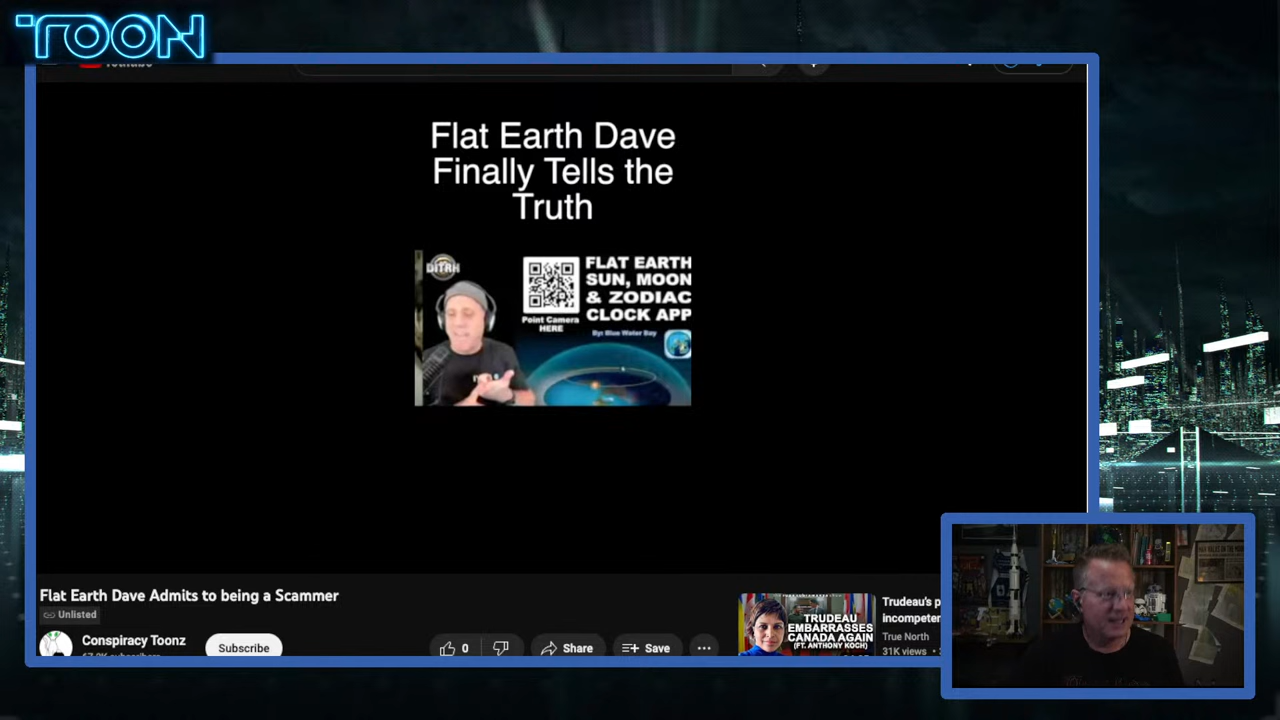 TOON
Flat Earth Dave
Finally Tells the
Truth
DITRH
FLAT EARTH
SUN, MOON
& ZODIAC
CLOCK APP
Point Camera
HERE
By: Blue Water Bay
Flat Earth Dave Admits to being a Scammer
Unlisted
Conspiracy Toonz
Subscribe
0
Share
Save
TRUDEAU
EMBARRASSES
CANADA AGAIN
(FT. ANTHONY KOCH)
Trudeau's p
incompeter
True North
31K views